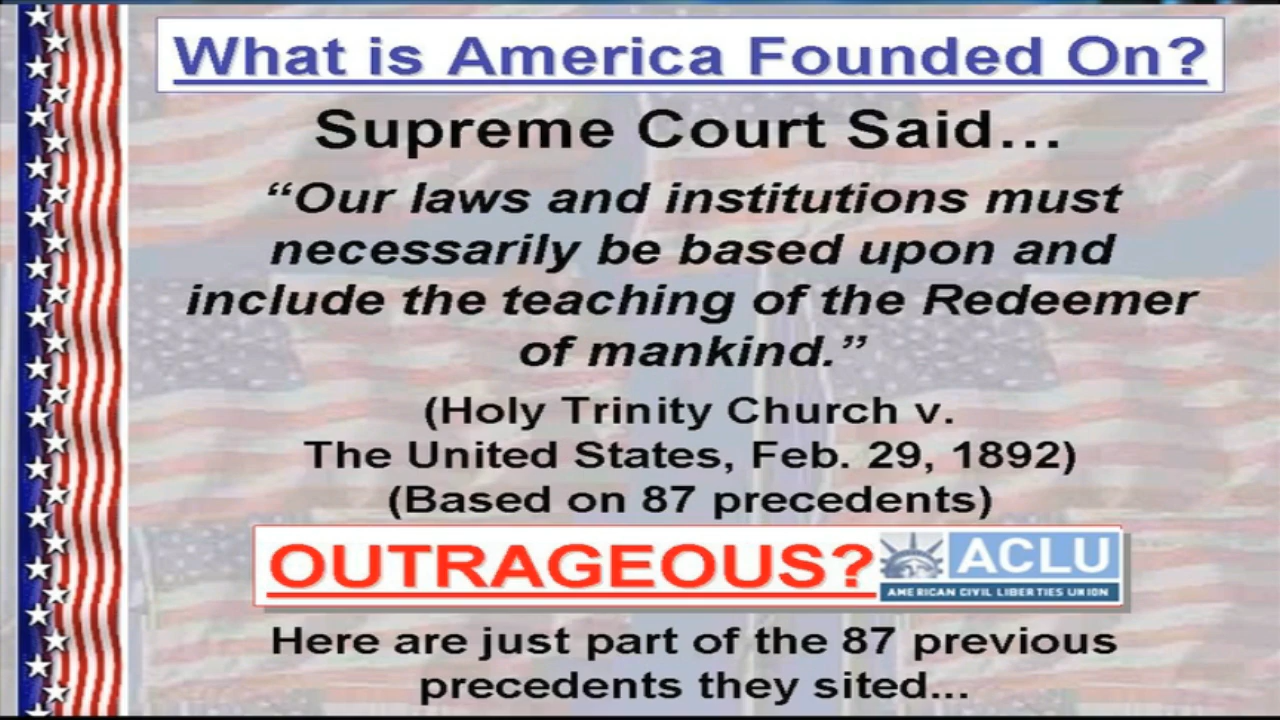 What is America Founded On?
Supreme Court Said...
“Our laws and institutions must
necessarily be based upon and
include the teaching of the Redeemer
of mankind.”
(Holy Trinity Church v.
The United States, Feb. 29, 1892)
(Based on 87 precedents)
OUTRAGEOUS? ACLU
AMERICAN CIVIL LIBERTIES UNION
Here are just part of the 87 previous
precedents they sited...